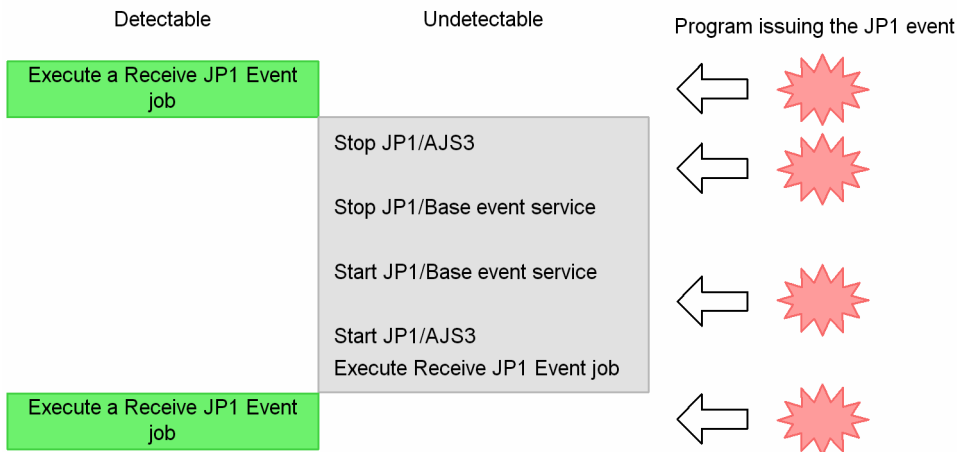 Detectable
Undetectable
Program issuing the JP1 event
Execute a Receive JP1 Event
job
Stop JP1/AJS3
Stop JP1/Base event service
Start JP1/Base event service
Start JP1/AJS3
Execute Receive JP1 Event job
Execute a Receive JP1 Event
job